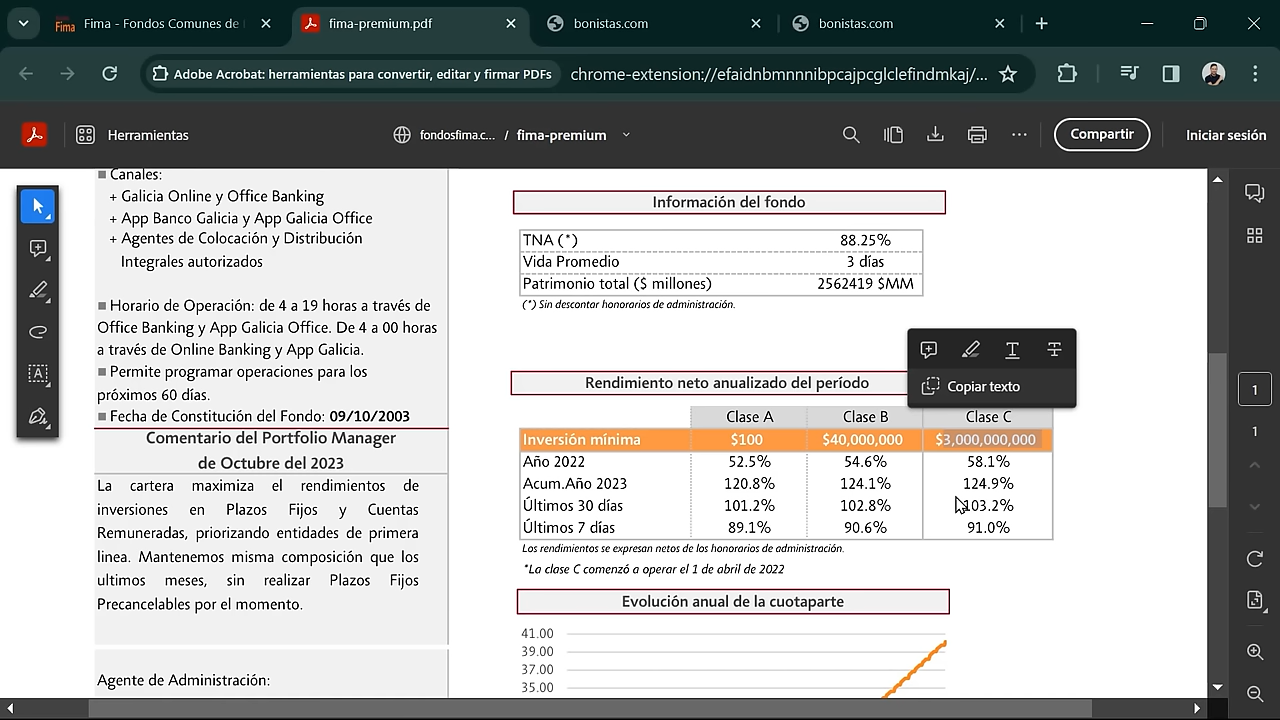 Fima
Fima - Fondos Comunes de
fima-premium.pdf
bonistas.com
bonistas.com
Adobe Acrobat: herramientas para convertir, editar y firmar PDFs
chrome-extension://efaidnbmnnnibpcajpcglclefindmkaj/...
Herramientas
fondosfima.c... / fima-premium
Compartir
Iniciar sesión
Canales:
+ Galicia Online y Office Banking
+ App Banco Galicia y App Galicia Office
+ Agentes de Colocación y Distribución
Integrales autorizados
Horario de Operación: de 4 a 19 horas a través de
Office Banking y App Galicia Office. De 4 a 00 horas
a través de Online Banking y App Galicia.
Permite programar operaciones para los
próximos 60 días.
Fecha de Constitución del Fondo: 09/10/2003
Comentario del Portfolio Manager
de Octubre del 2023
La cartera maximiza el rendimientos de
inversiones en Plazos Fijos y Cuentas
Remuneradas, priorizando entidades de primera
linea. Mantenemos misma composición que los
ultimos meses, sin realizar Plazos Fijos
Precancelables por el momento.
Agente de Administración:
Información del fondo
TNA (*) 88.25%
Vida Promedio 3 días
Patrimonio total ($ millones) 2562419 $MM
(*) Sin descontar honorarios de administración.
Copiar texto
Rendimiento neto anualizado del período
Clase A Clase B Clase C
Inversión mínima $100 $40,000,000 $3,000,000,000
Año 2022 52.5% 54.6% 58.1%
Acum.Año 2023 120.8% 124.1% 124.9%
Últimos 30 días 101.2% 102.8% 103.2%
Últimos 7 días 89.1% 90.6% 91.0%
Los rendimientos se expresan netos de los honorarios de administración.
*La clase C comenzó a operar el 1 de abril de 2022
Evolución anual de la cuotaparte
41.00
39.00
37.00
35.00
1
1